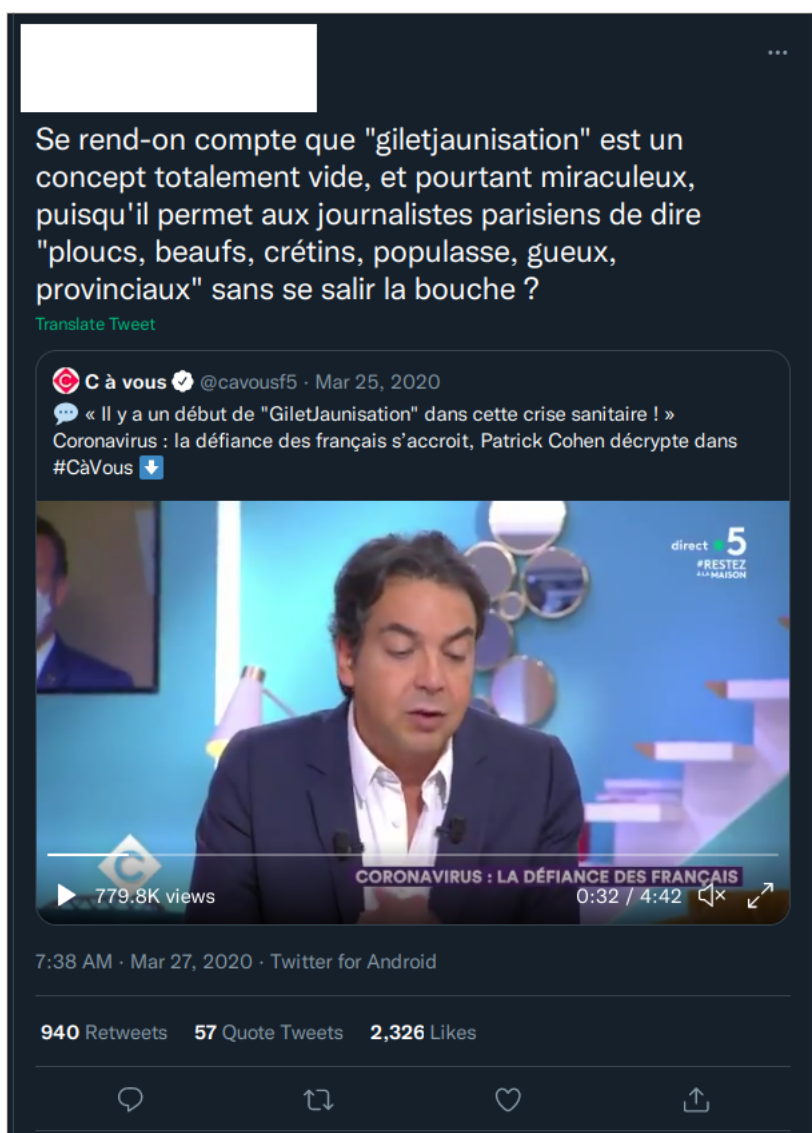 Se rend-on compte que "giletjaunisation" est un
concept totalement vide, et pourtant miraculeux,
puisqu'il permet aux journalistes parisiens de dire
"ploucs, beaufs, crétins, populasse, gueux,
provinciaux" sans se salir la bouche ?
Translate Tweet
C à vous @cavousf5 · Mar 25, 2020
💬 « Il y a un début de "GiletJaunisation" dans cette crise sanitaire ! »
Coronavirus : la défiance des français s’accroit, Patrick Cohen décrypte dans
#CàVous ⬇️
direct 5
#RESTEZ
À LA MAISON
C
CORONAVIRUS : LA DÉFIANCE DES FRANÇAIS
779.8K views 0:32 / 4:42
7:38 AM · Mar 27, 2020 · Twitter for Android
940 Retweets 57 Quote Tweets 2,326 Likes